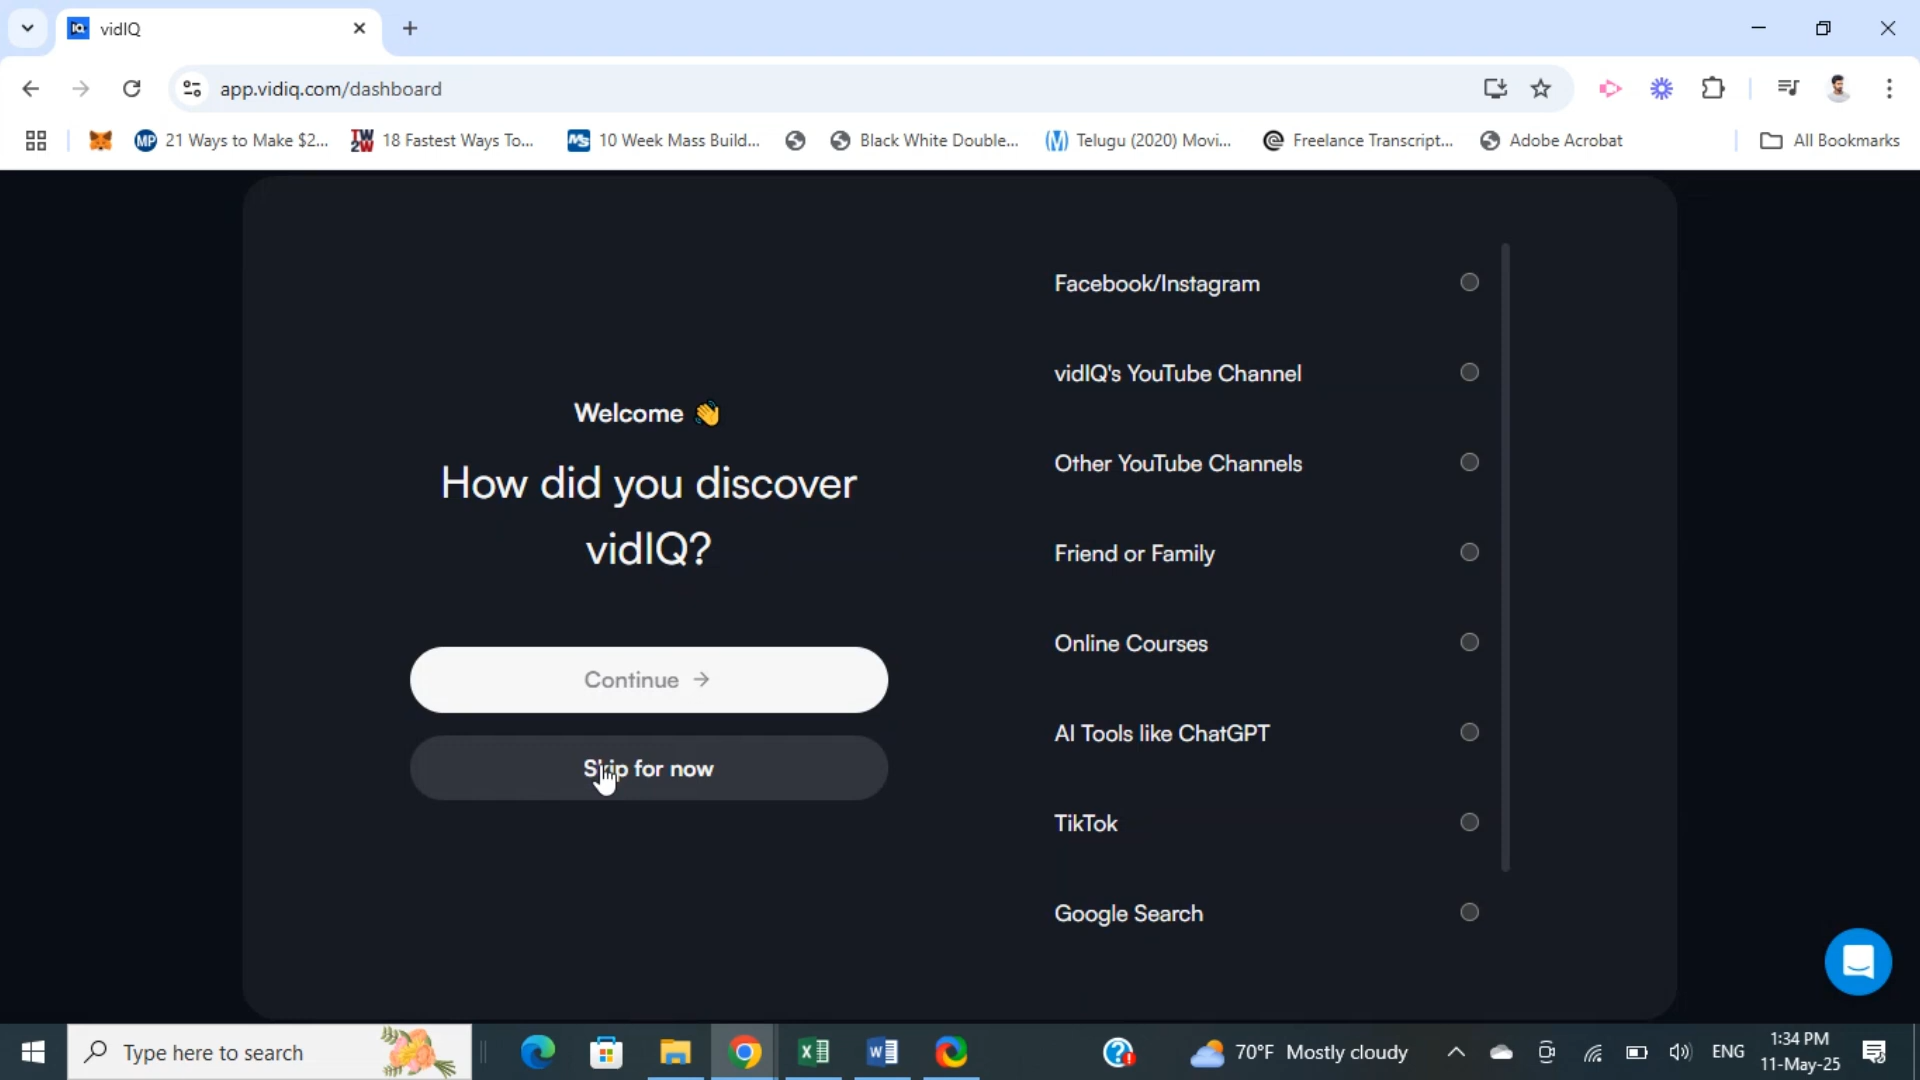 vidIQ
app.vidiq.com/dashboard
21 Ways to Make $2...
18 Fastest Ways To...
10 Week Mass Build...
Black White Double...
Telugu (2020) Movi...
Freelance Transcript...
Adobe Acrobat
All Bookmarks
Welcome 👋
How did you discover
vidIQ?
Continue →
Skip for now
Facebook/Instagram
vidIQ's YouTube Channel
Other YouTube Channels
Friend or Family
Online Courses
AI Tools like ChatGPT
TikTok
Google Search
Type here to search
70°F Mostly cloudy
ENG
1:34 PM
11-May-25